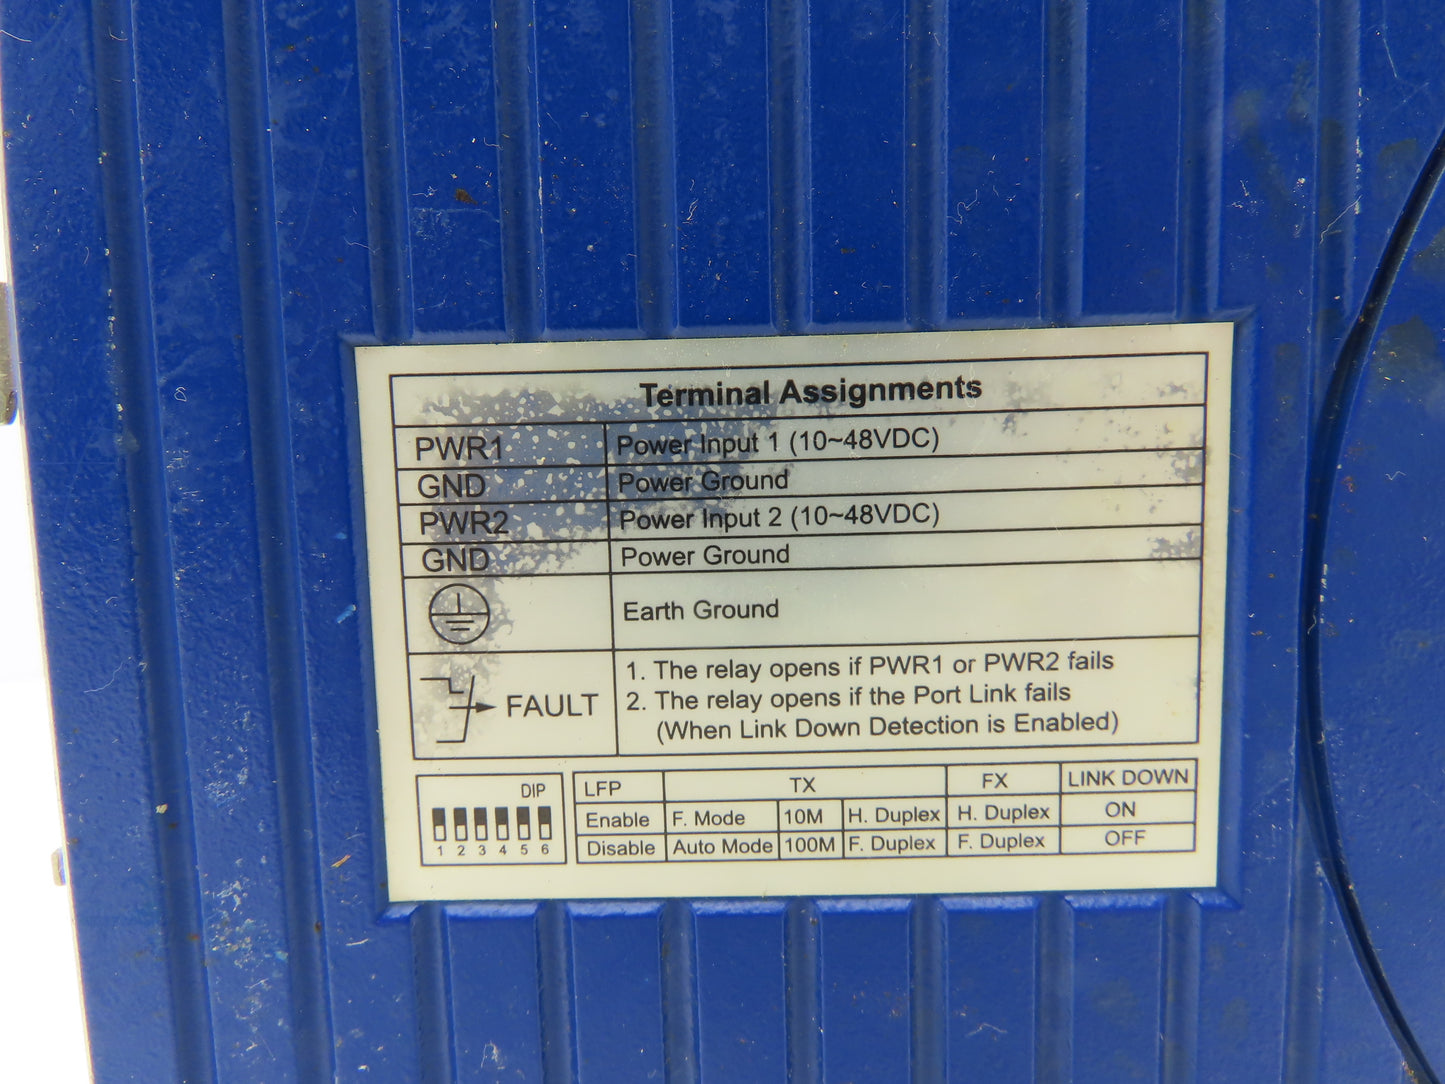 Terminal Assignments
PWR1 Power Input 1 (10~48VDC)
GND Power Ground
PWR2 Power Input 2 (10~48VDC)
GND Power Ground
Earth Ground
FAULT
1. The relay opens if PWR1 or PWR2 fails
2. The relay opens if the Port Link fails
(When Link Down Detection is Enabled)
DIP
1 2 3 4 5 6
LFP TX FX LINK DOWN
Enable F. Mode 10M H. Duplex H. Duplex ON
Disable Auto Mode 100M F. Duplex F. Duplex OFF